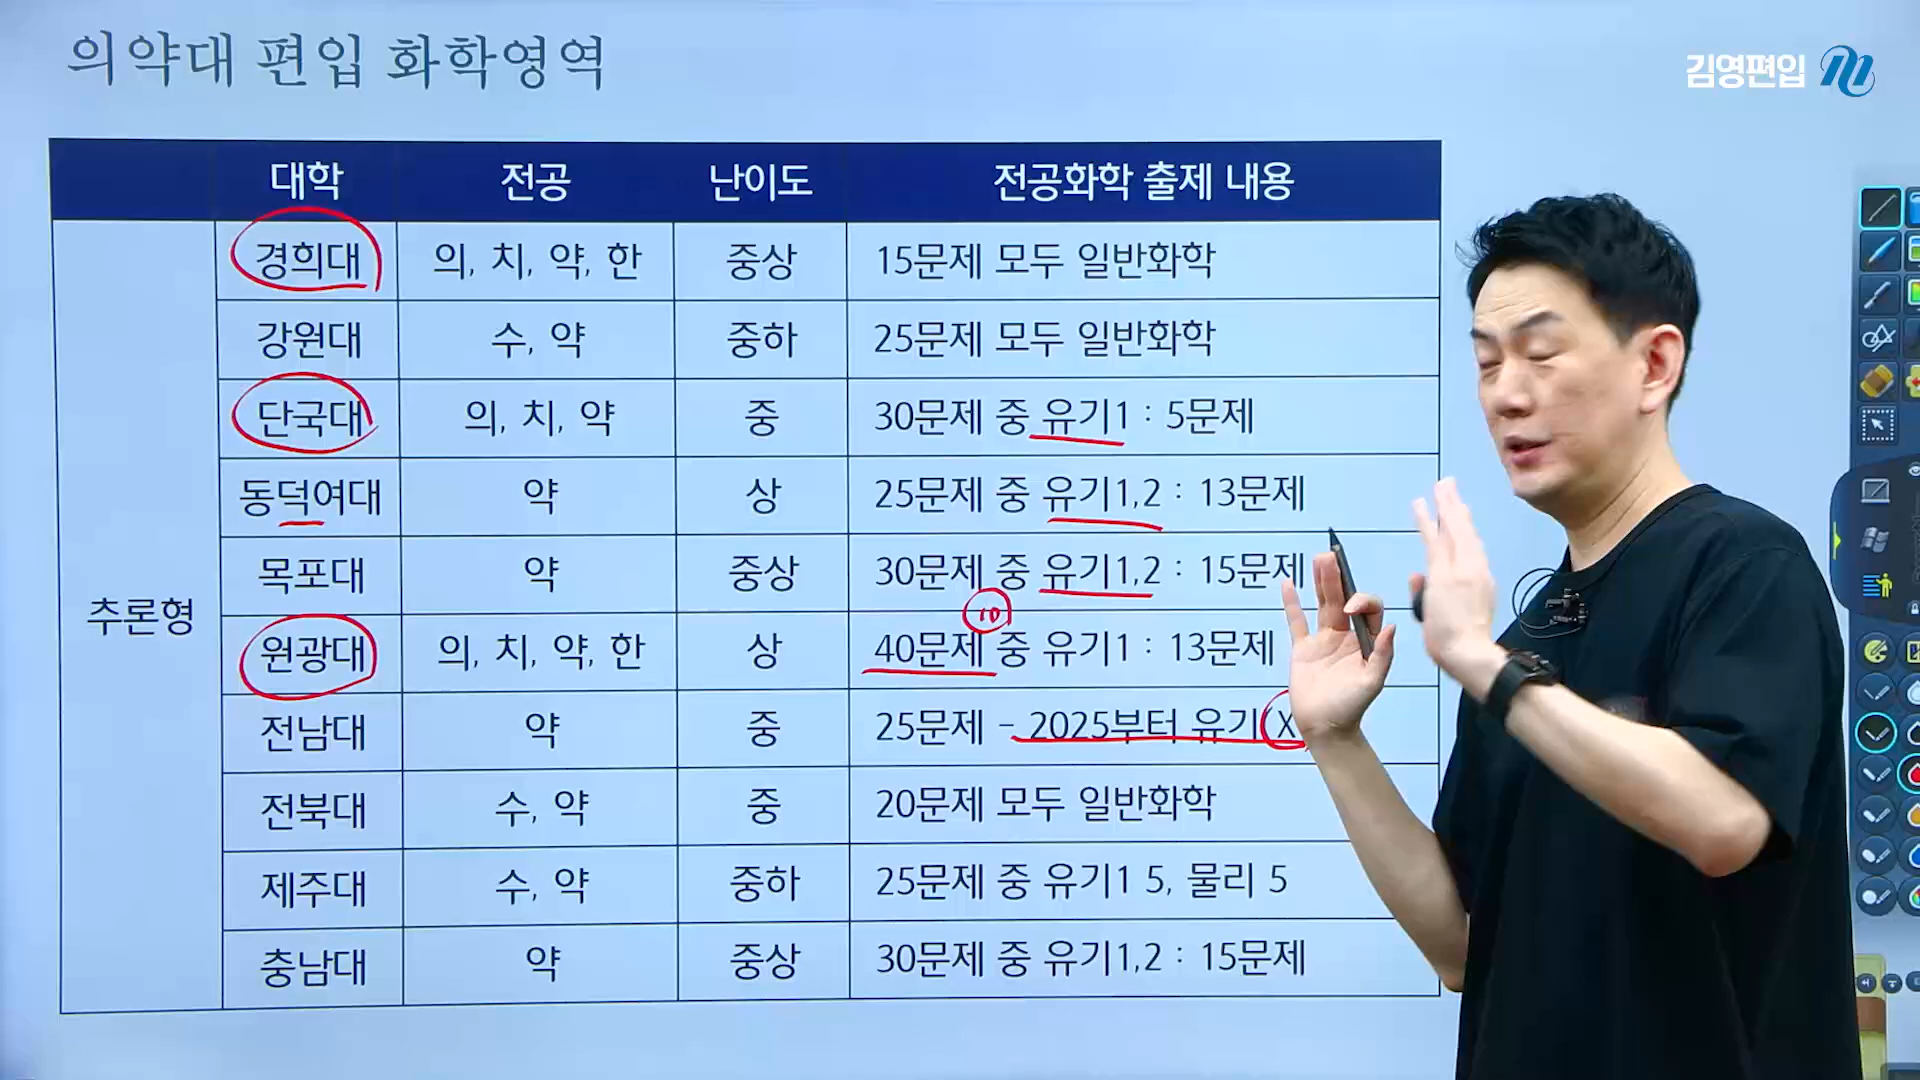 의약대 편입 화학영역
김영편입
대학 전공 난이도 전공화학 출제 내용
추론형
경희대 의, 치, 약, 한 중상 15문제 모두 일반화학
강원대 수, 약 중하 25문제 모두 일반화학
단국대 의, 치, 약 중 30문제 중 유기1 : 5문제
동덕여대 약 상 25문제 중 유기1,2 : 13문제
목포대 약 중상 30문제 중 유기1,2 : 15문제
10
원광대 의, 치, 약, 한 상 40문제 중 유기1 : 13문제
전남대 약 중 25문제 - 2025부터 유기(X
전북대 수, 약 중 20문제 모두 일반화학
제주대 수, 약 중하 25문제 중 유기1 5, 물리 5
충남대 약 중상 30문제 중 유기1,2 : 15문제